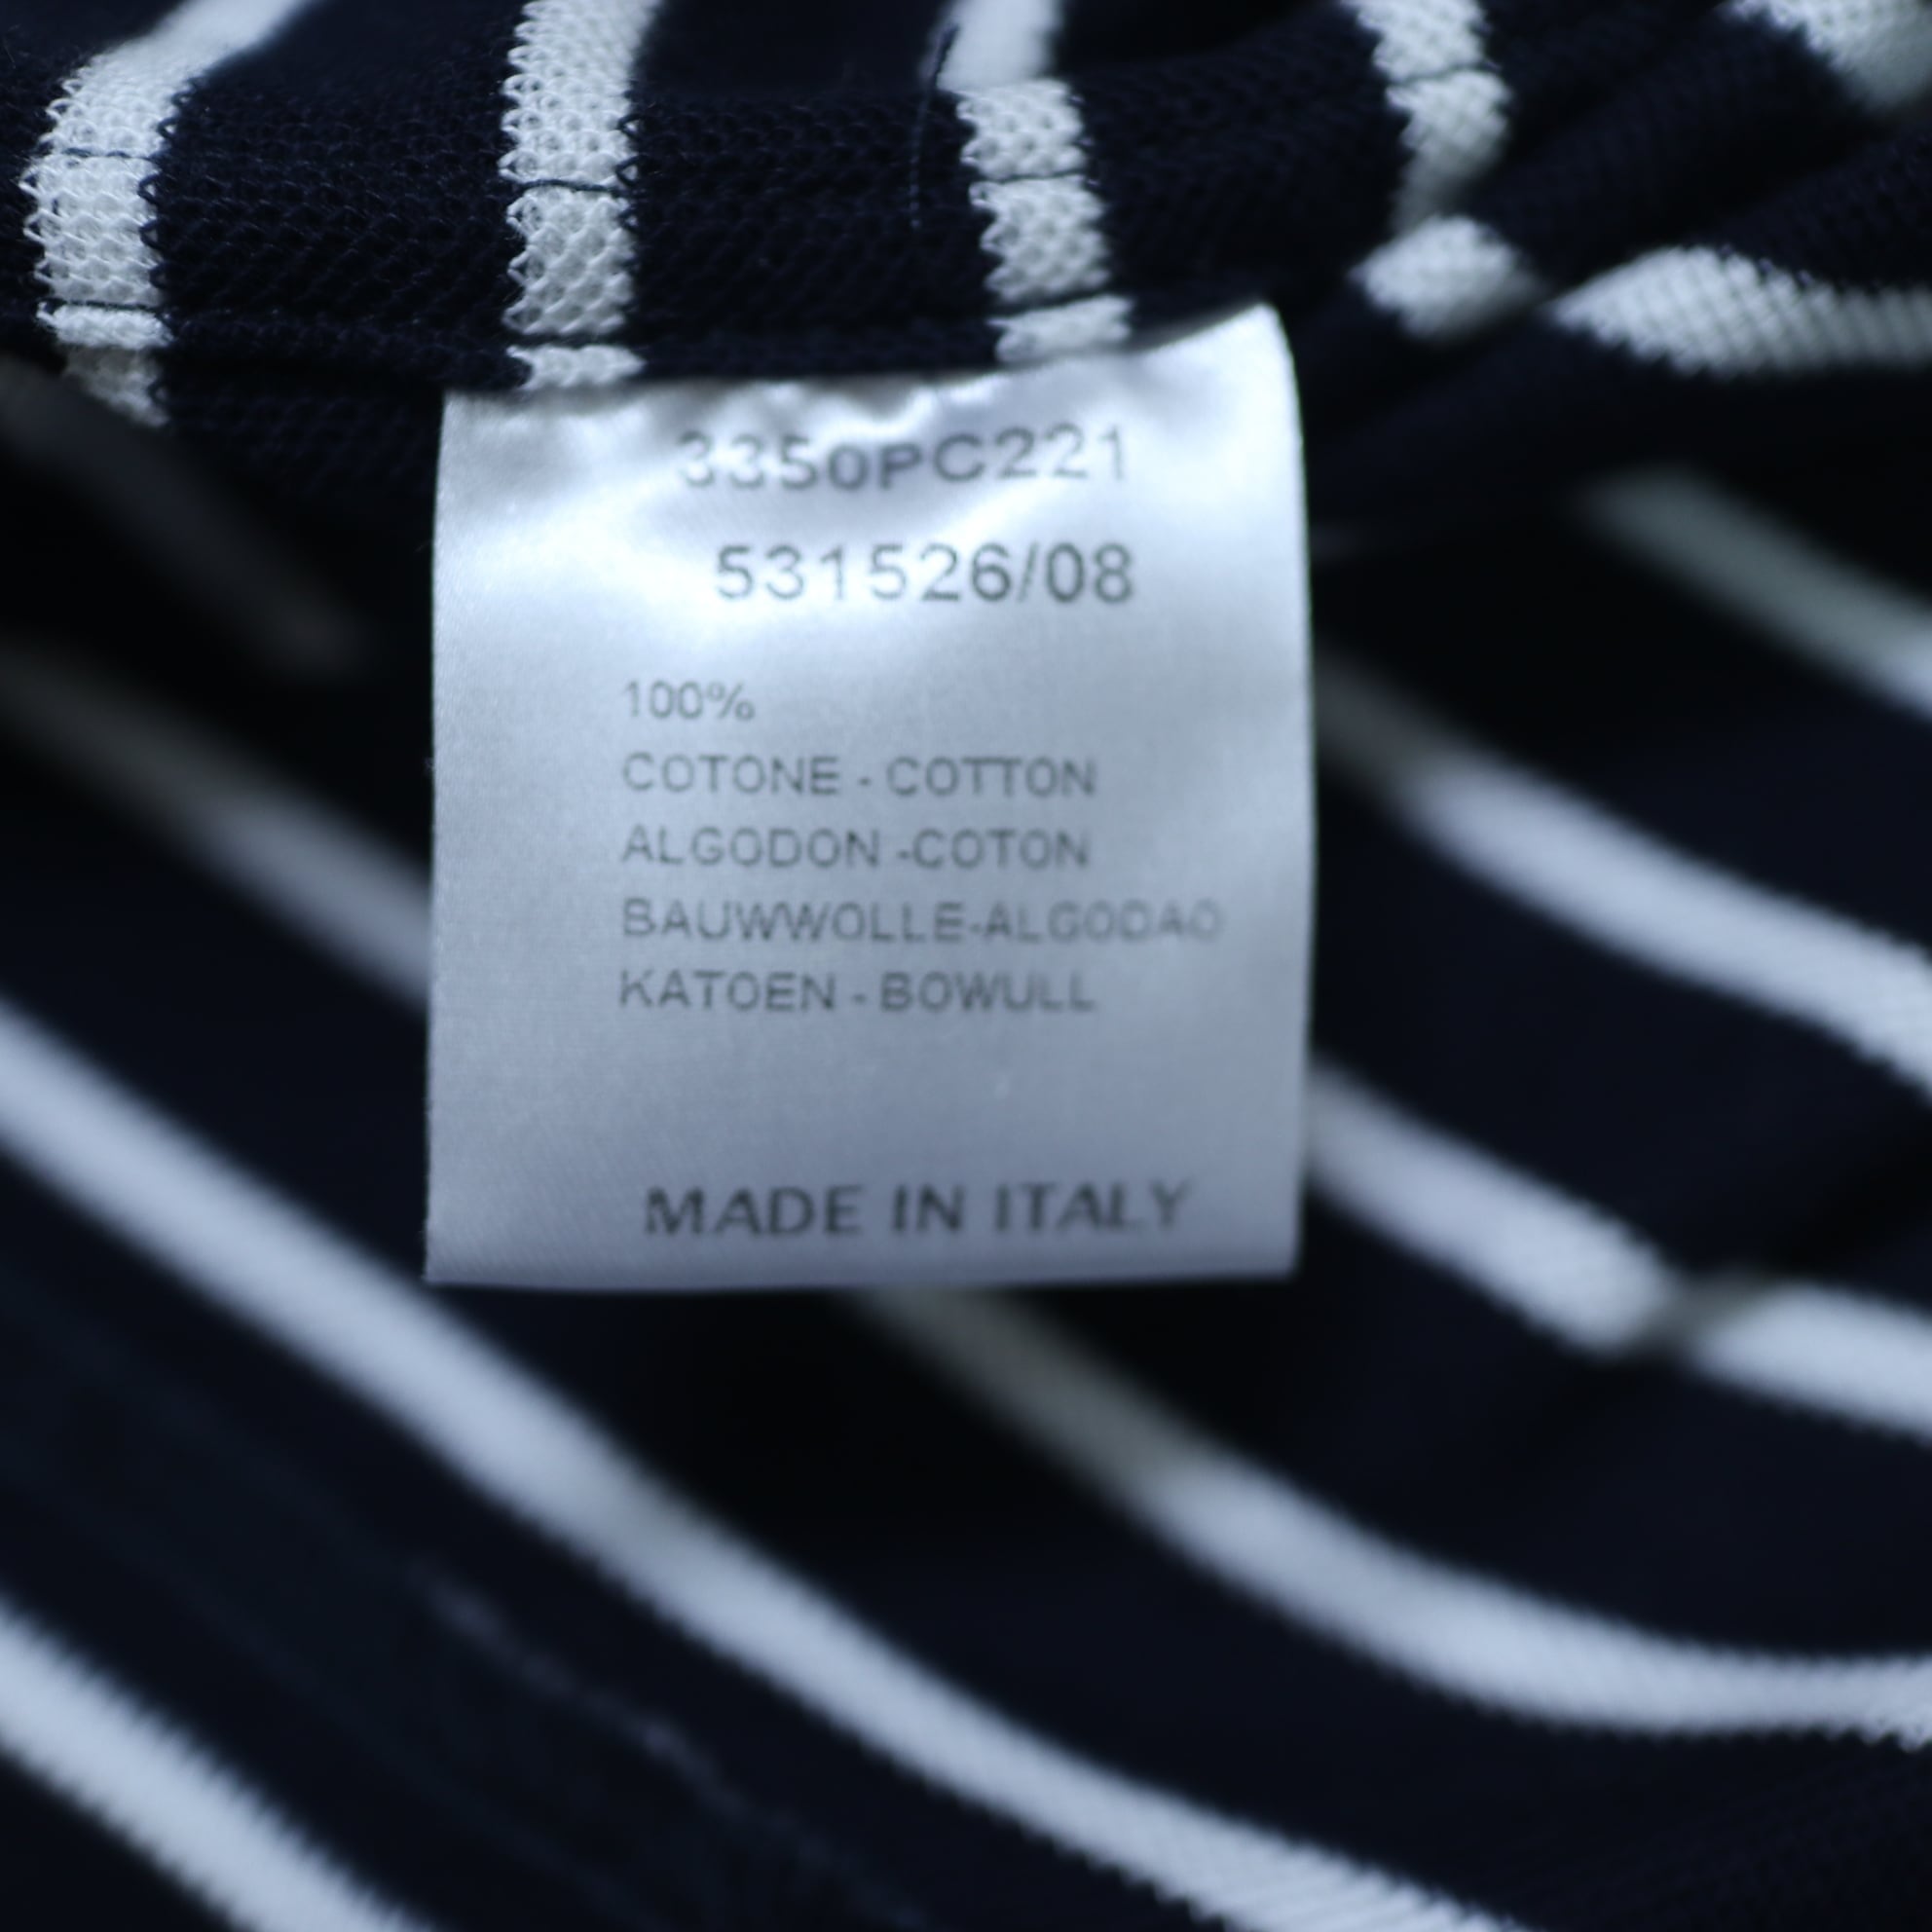 3350PC221
531526/08
100%
COTONE - COTTON
ALGODON -COTON
BAUWWOLLE-ALGODAO
KATOEN - BOWULL
MADE IN ITALY